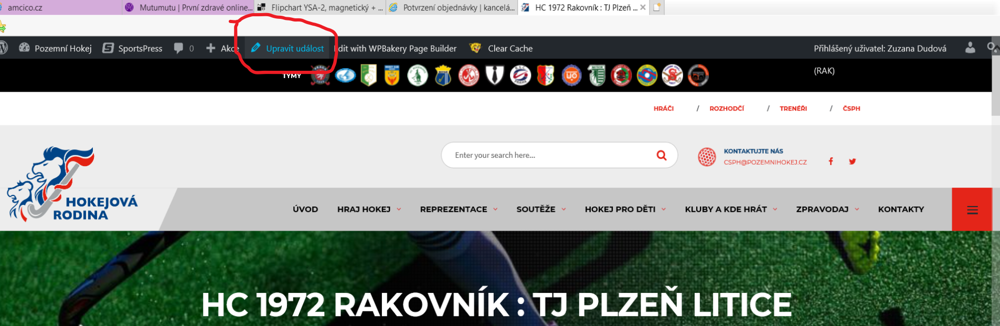 amcico.cz
Mutumutu | První zdravé online...
Flipchart YSA-2, magnetický + ...
Potvrzení objednávky | kancelá...
HC 1972 Rakovník : TJ Plzeň ...
Pozemní Hokej
SportsPress
0
Akce
Upravit událost
dit with WPBakery Page Builder
Clear Cache
Přihlášený uživatel: Zuzana Dudová
(RAK)
TÝMY
HRÁČI / ROZHODČÍ / TRENÉŘI / ČSPH
Enter your search here...
KONTAKTUJTE NÁS
CSPH@POZEMNIHOKEJ.CZ
HOKEJOVÁ
RODINA
ÚVOD
HRAJ HOKEJ
REPREZENTACE
SOUTĚŽE
HOKEJ PRO DĚTI
KLUBY A KDE HRÁT
ZPRAVODAJ
KONTAKTY
HC 1972 RAKOVNÍK : TJ PLZEŇ LITICE